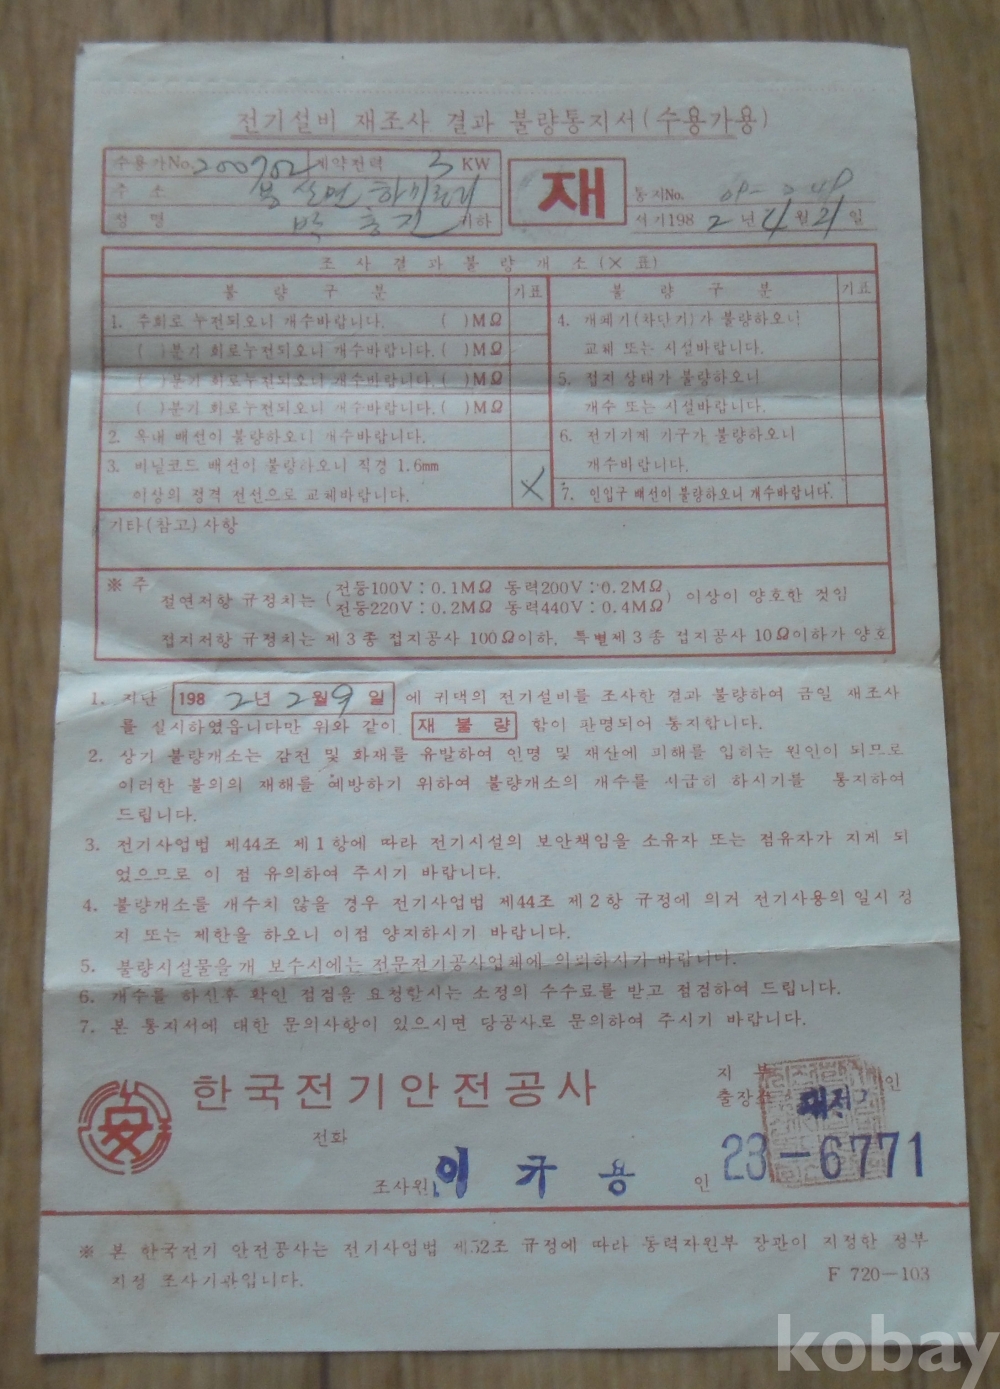 전기설비 재조사 결과 불량통지서(수용가용)
수용가No. 200702 계약전력 3 KW
주 소 면 하기리
성 명 박 귀하
재
통지No.
서기198 2 년 4 월 21 일
조 사 결 과 불 량 개 소 (× 표)
불 량 구 분 기표 불 량 구 분 기표
1. 주회로 누전되오니 개수바랍니다. ( )MΩ
( )분기 회로누전되오니 개수바랍니다. ( )MΩ
( )분기 회로누전되오니 개수바랍니다. ( )MΩ
( )분기 회로누전되오니 개수바랍니다. ( )MΩ
2. 옥내 배선이 불량하오니 개수바랍니다.
3. 비닐코드 배선이 불량하오니 직경 1.6mm
이상의 정격 전선으로 교체바랍니다. ×
4. 개폐기(차단기)가 불량하오니
교체 또는 시설바랍니다.
5. 접지 상태가 불량하오니
개수 또는 시설바랍니다.
6. 전기기계 기구가 불량하오니
개수바랍니다.
7. 인입구 배선이 불량하오니 개수바랍니다.
기타(참고)사항
※ 주
절연저항 규정치는 (전등100V : 0.1MΩ 동력200V : 0.2MΩ
전등220V : 0.2MΩ 동력440V : 0.4MΩ) 이상이 양호한 것임
접지저항 규정치는 제3종 접지공사 100Ω이하, 특별제3종 접지공사 10Ω이하가 양호
1. 지난 198 2년 2월 9일 에 귀댁의 전기설비를 조사한 결과 불량하여 금일 재조사
를 실시하였읍니다만 위와 같이 재 불 량 함이 판명되어 통지합니다.
2. 상기 불량개소는 감전 및 화재를 유발하여 인명 및 재산에 피해를 입히는 원인이 되므로
이러한 불의의 재해를 예방하기 위하여 불량개소의 개수를 시급히 하시기를 통지하여
드립니다.
3. 전기사업법 제44조 제1항에 따라 전기시설의 보안책임을 소유자 또는 점유자가 지게 되
었으므로 이 점 유의하여 주시기 바랍니다.
4. 불량개소를 개수치 않을 경우 전기사업법 제44조 제2항 규정에 의거 전기사용의 일시 정
지 또는 제한을 하오니 이점 양지하시기 바랍니다.
5. 불량시설물을 개 보수시에는 전문전기공사업체에 의뢰하시기 바랍니다.
6. 개수를 하신후 확인 점검을 요청할시는 소정의 수수료를 받고 점검하여 드립니다.
7. 본 통지서에 대한 문의사항이 있으시면 당공사로 문의하여 주시기 바랍니다.
安
한국전기안전공사
지 부
출장소 인
전화 23-6771
조사원 이 규 용 인
※ 본 한국전기 안전공사는 전기사업법 제52조 규정에 따라 동력자원부 장관이 지정한 정부
지정 조사기관입니다.
F 720-103
kobay